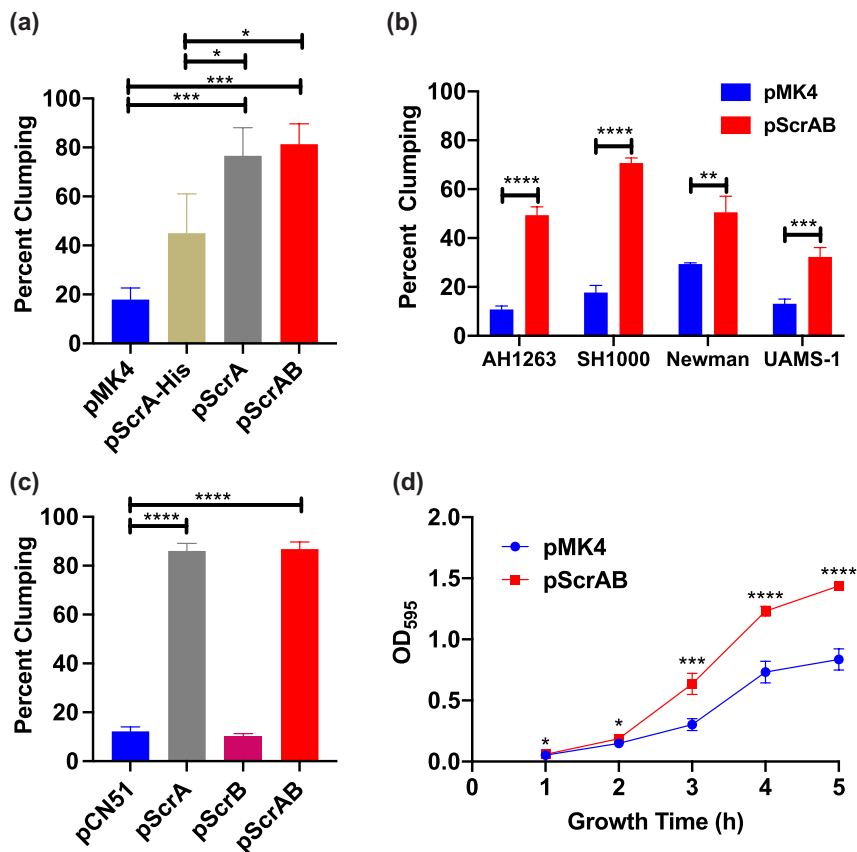 (a)
*
*
***
***
100
80
60
40
20
0
Percent Clumping
pMK4
pScrA-His
pScrA
pScrAB
(b)
pMK4
pScrAB
100
80
60
40
20
0
Percent Clumping
****
****
**
***
AH1263
SH1000
Newman
UAMS-1
(c)
****
****
100
80
60
40
20
0
Percent Clumping
pCN51
pScrA
pScrB
pScrAB
(d)
pMK4
pScrAB
2.0
1.5
1.0
0.5
0.0
OD595
*
*
***
****
****
0 1 2 3 4 5
Growth Time (h)